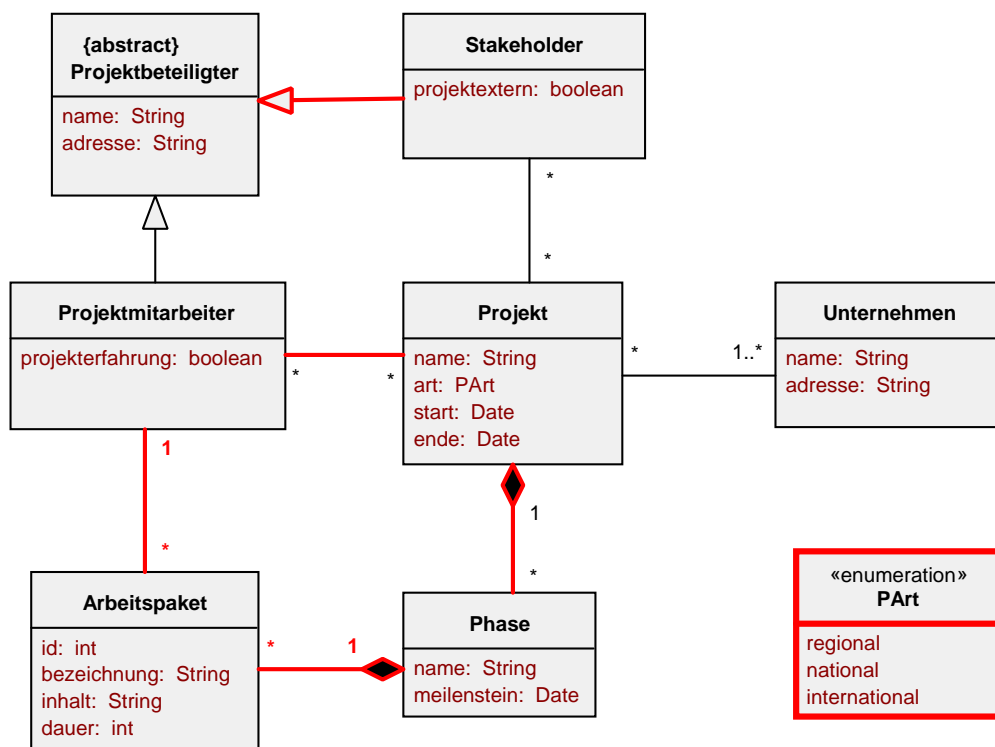 {abstract}
Projektbeteiligter
name: String
adresse: String
Stakeholder
projektextern: boolean
*
*
Projektmitarbeiter
projekterfahrung: boolean
*
*
Projekt
name: String
art: PArt
start: Date
ende: Date
*
1..*
Unternehmen
name: String
adresse: String
1
*
1
*
Arbeitspaket
id: int
bezeichnung: String
inhalt: String
dauer: int
*
1
Phase
name: String
meilenstein: Date
«enumeration»
PArt
regional
national
international